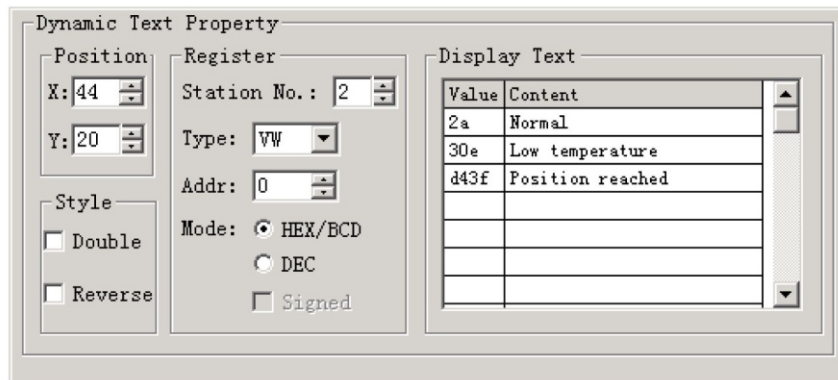 Dynamic Text Property
Position
X: 44
Y: 20
Style
Double
Reverse
Register
Station No.: 2
Type: VW
Addr: 0
Mode: HEX/BCD
DEC
Signed
Display Text
Value Content
2a Normal
30e Low temperature
d43f Position reached